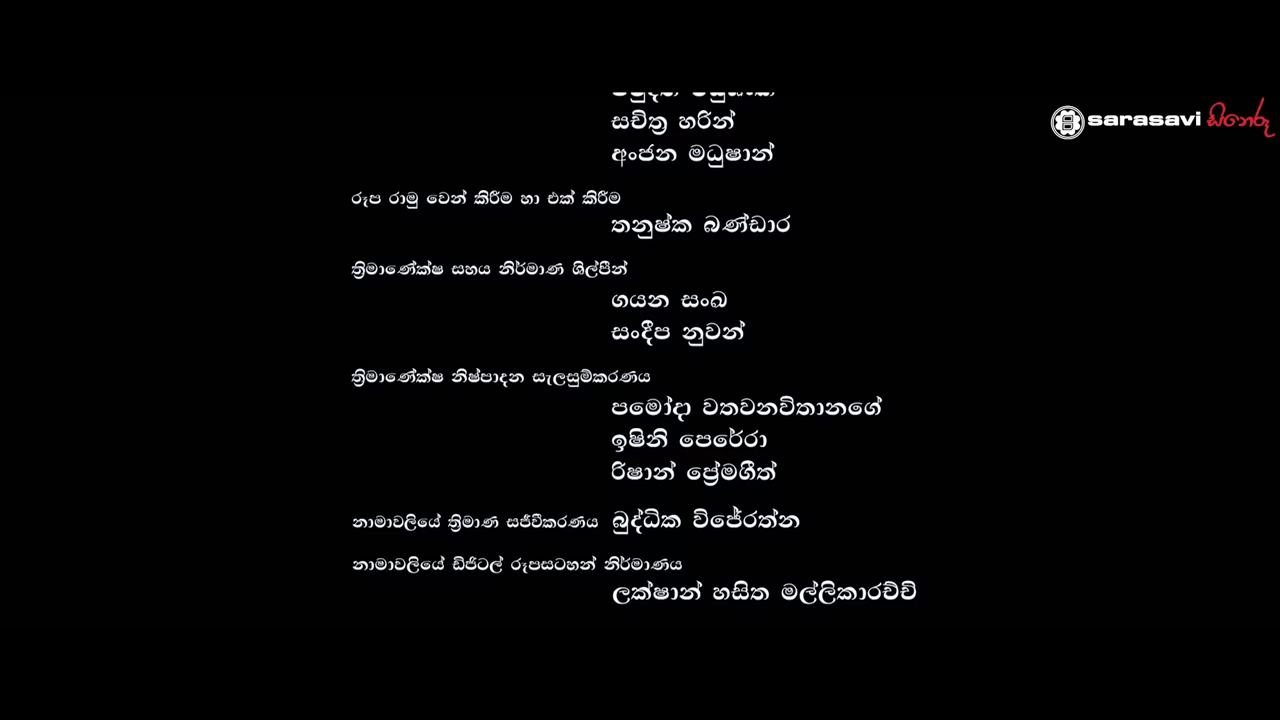 sarasavi සිනෙරූ
සචිත්‍ර හරින්
අංජන මධුෂාන්
රූප රාමු වෙන් කිරීම හා එක් කිරීම
තනුෂ්ක බණ්ඩාර
ත්‍රිමාණේක්ෂ සහය නිර්මාණ ශිල්පීන්
ගයන සංඛ
සංදීප නුවන්
ත්‍රිමාණේක්ෂ නිෂ්පාදන සැලසුම්කරණය
පමෝදා වතවනවිතානගේ
ඉෂිනි පෙරේරා
රිෂාන් ප්‍රේමගීත්
නාමාවලියේ ත්‍රිමාණ සජීවීකරණය බුද්ධික විජේරත්න
නාමාවලියේ ඩිජිටල් රූපසටහන් නිර්මාණය
ලක්ෂාන් හසිත මල්ලිකාරච්චි